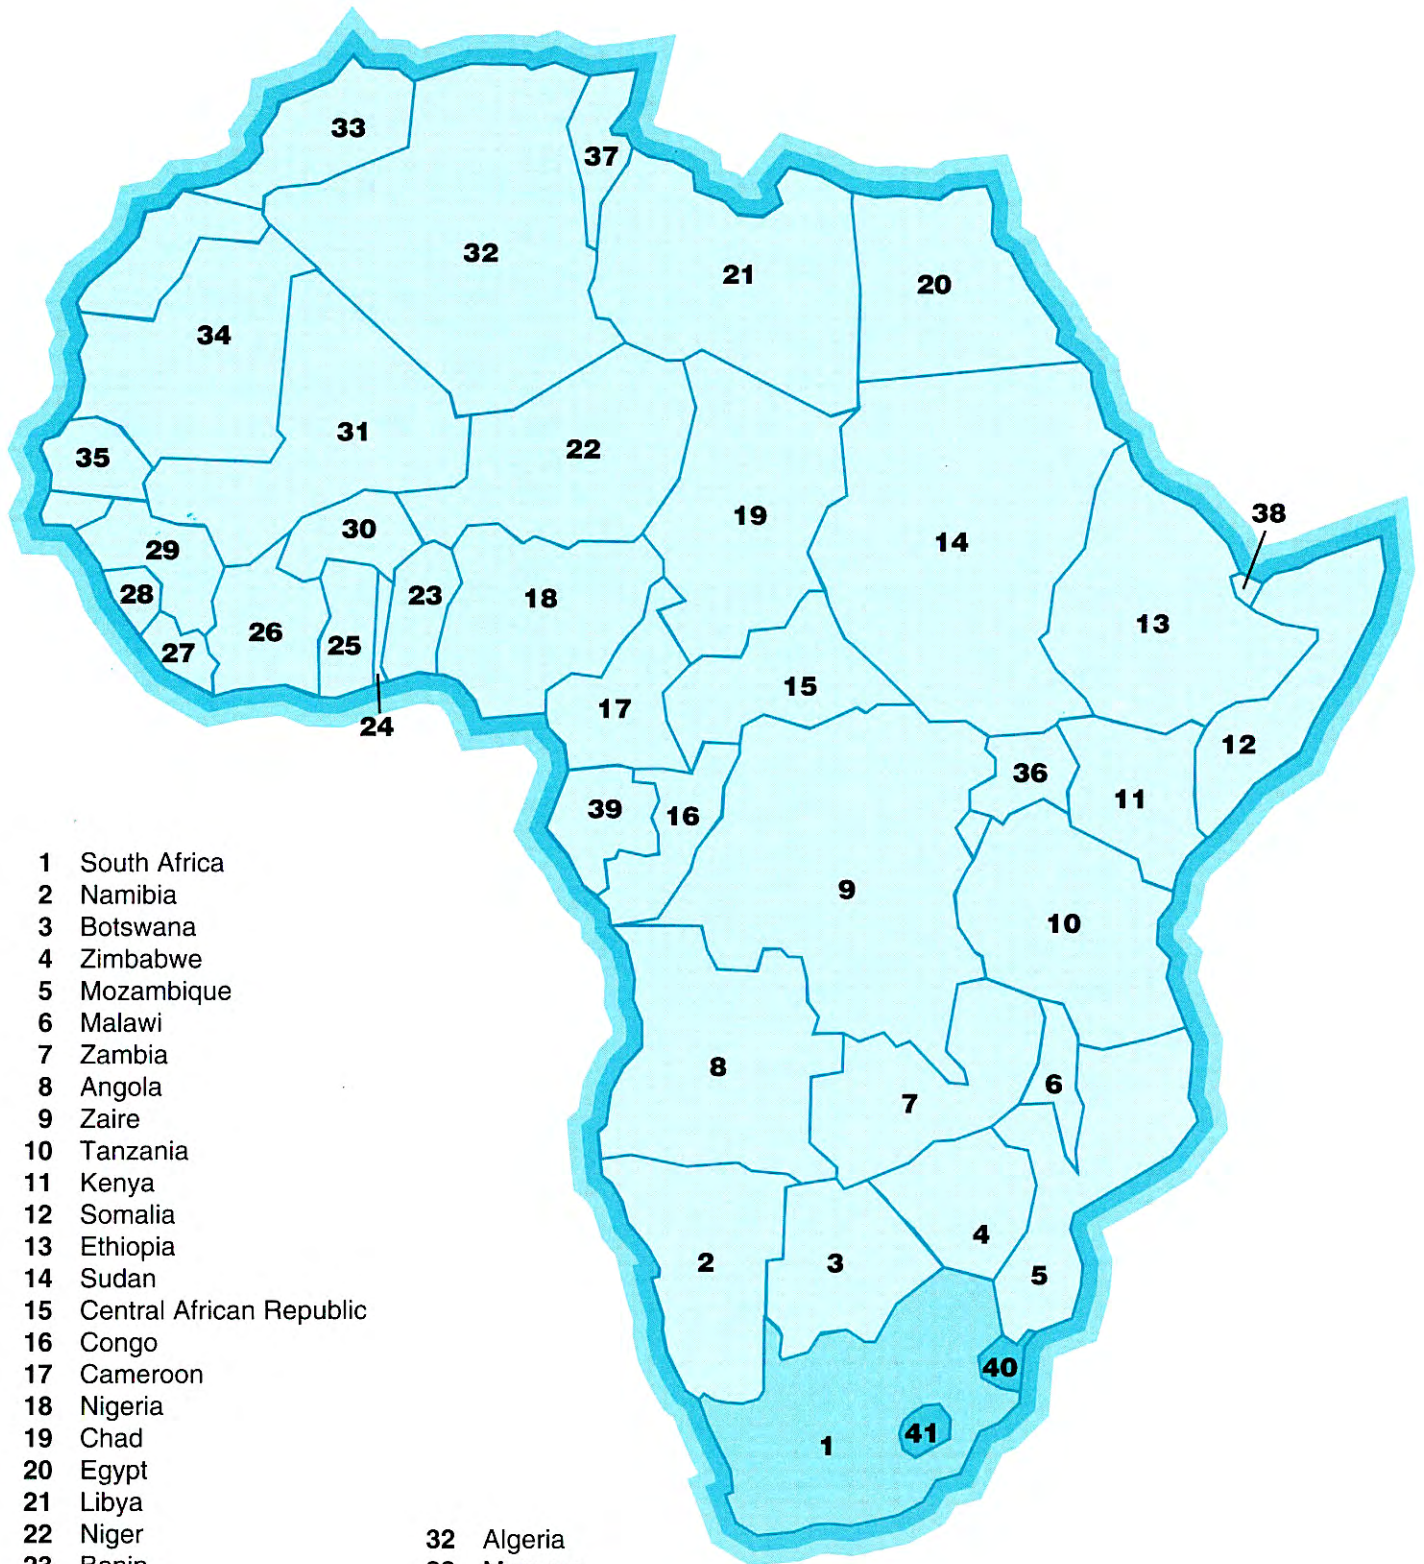 33
37
32
21
20
34
31
22
35
19
38
30
14
29
28
23
18
13
26
25
27
15
17
24
12
36
11
39
16
9
10
8
6
7
4
2
3
5
40
41
1
1 South Africa
2 Namibia
3 Botswana
4 Zimbabwe
5 Mozambique
6 Malawi
7 Zambia
8 Angola
9 Zaire
10 Tanzania
11 Kenya
12 Somalia
13 Ethiopia
14 Sudan
15 Central African Republic
16 Congo
17 Cameroon
18 Nigeria
19 Chad
20 Egypt
21 Libya
22 Niger
32 Algeria